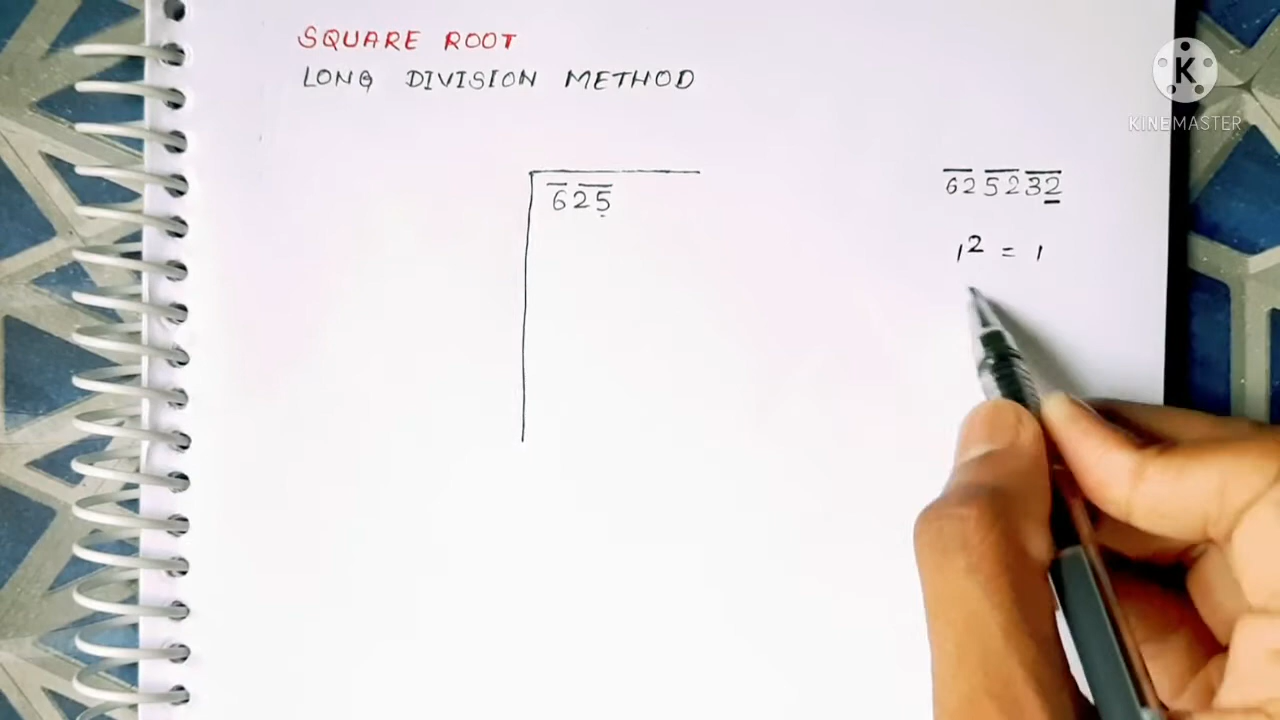 SQUARE ROOT
LONG DIVISION METHOD
K
KINEMASTER
625
625232
1² = 1